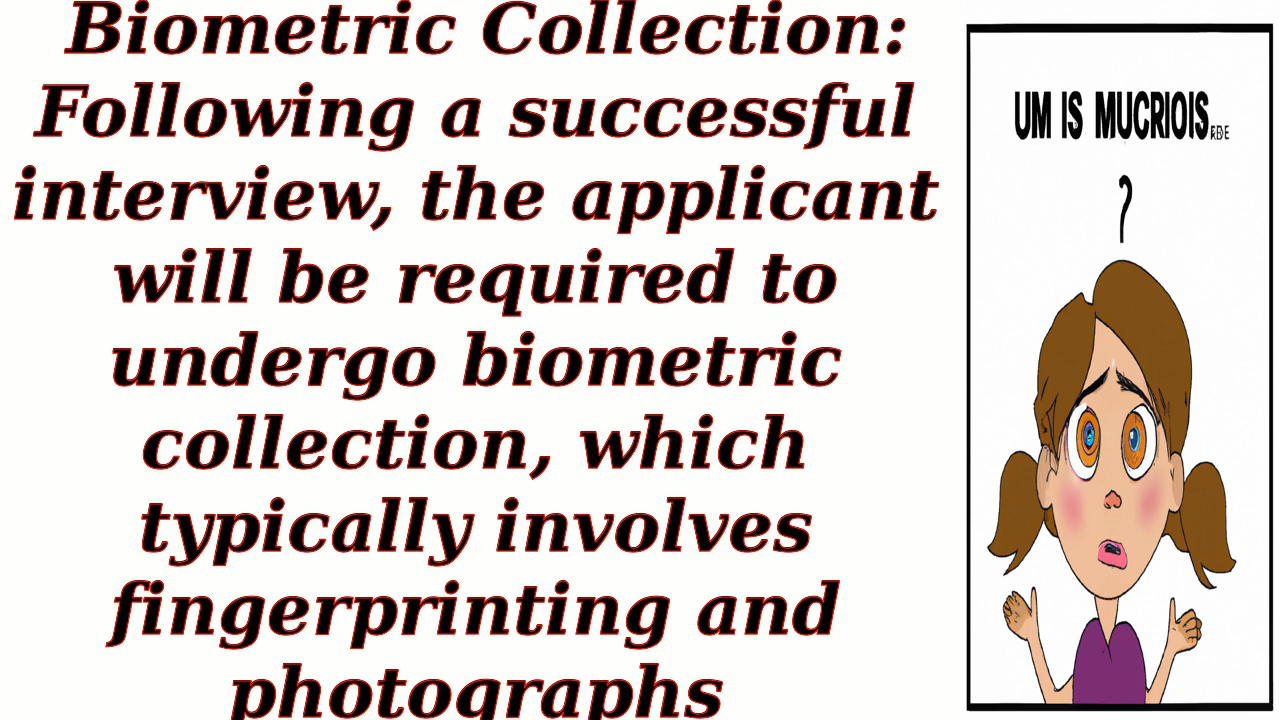 Biometric Collection:
Following a successful
interview, the applicant
will be required to
undergo biometric
collection, which
typically involves
fingerprinting and
photographs
UM IS MUCRIOIS
?